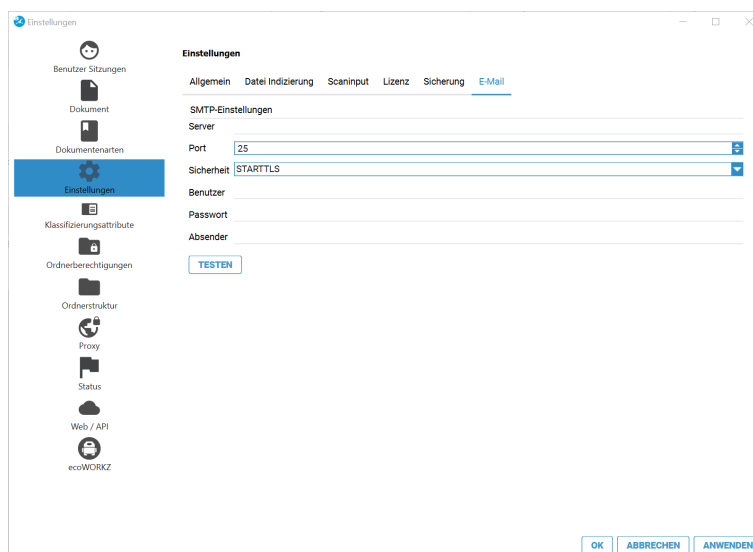 Einstellungen
Benutzer Sitzungen
Dokument
Dokumentenarten
Einstellungen
Klassifizierungsattribute
Ordnerberechtigungen
Ordnerstruktur
Proxy
Status
Web / API
ecoWORKZ
Einstellungen
Allgemein Datei Indizierung Scaninput Lizenz Sicherung E-Mail
SMTP-Einstellungen
Server
Port 25
Sicherheit STARTTLS
Benutzer
Passwort
Absender
TESTEN
OK ABBRECHEN ANWENDEN